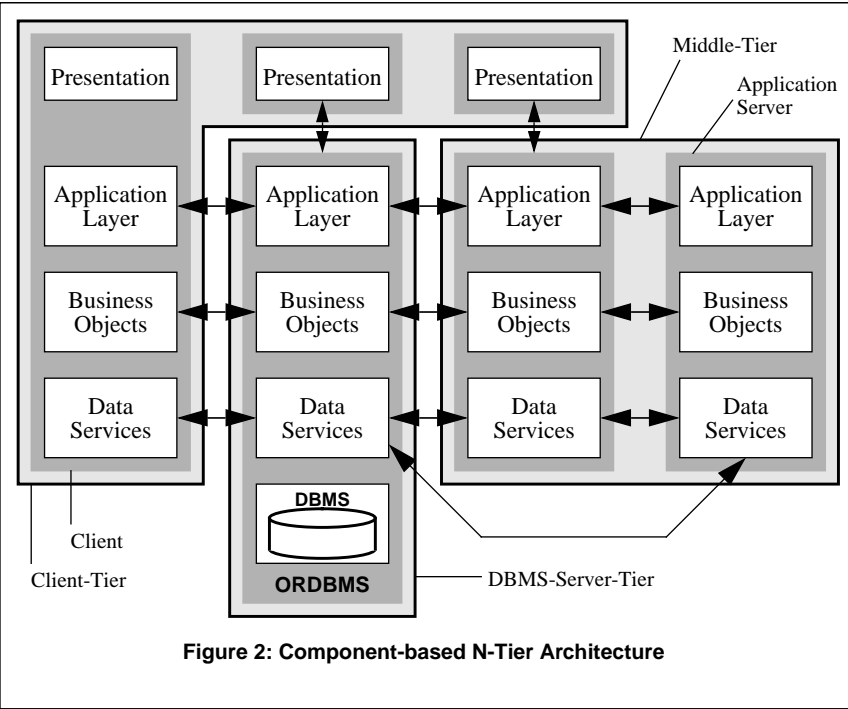 Middle-Tier
Presentation
Presentation
Presentation
Application
Server
Application
Layer
Application
Layer
Application
Layer
Application
Layer
Business
Objects
Business
Objects
Business
Objects
Business
Objects
Data
Services
Data
Services
Data
Services
Data
Services
DBMS
Client
Client-Tier
ORDBMS
DBMS-Server-Tier
Figure 2: Component-based N-Tier Architecture